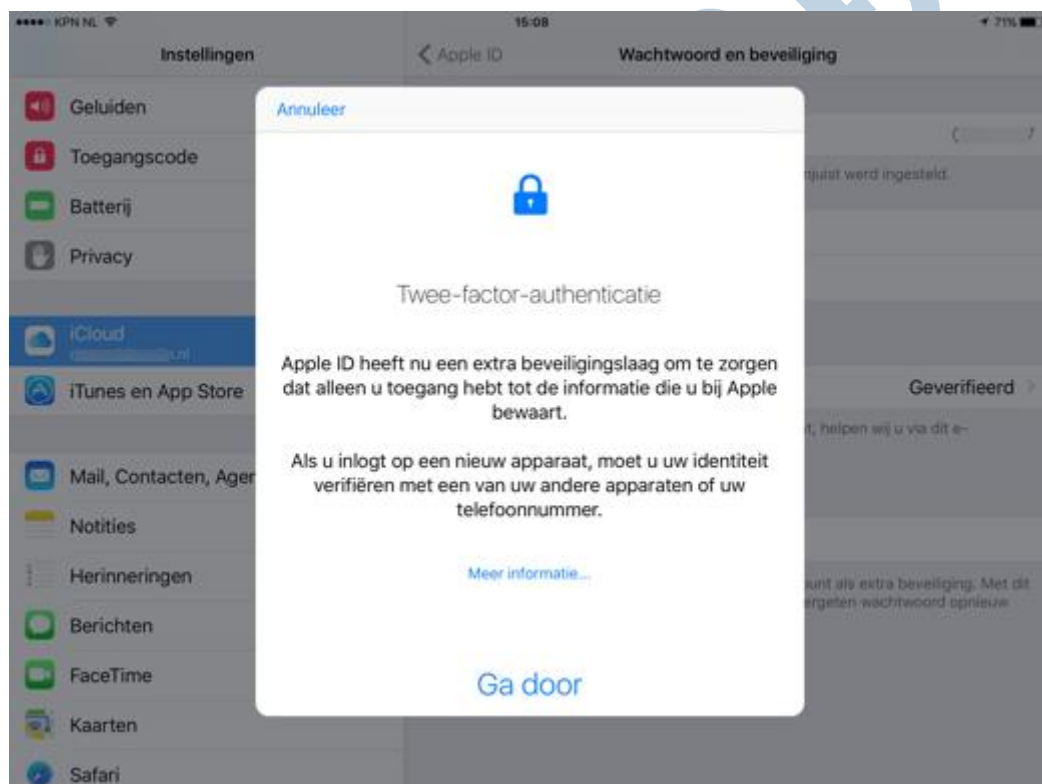 KPN NL
15:08
71%
Instellingen
Apple ID
Wachtwoord en beveiliging
Geluiden
Toegangscode
Batterij
Privacy
iCloud
iTunes en App Store
Mail, Contacten, Agen
Notities
Herinneringen
Berichten
FaceTime
Kaarten
Safari
Annuleer
Twee-factor-authenticatie
Apple ID heeft nu een extra beveiligingslaag om te zorgen
dat alleen u toegang hebt tot de informatie die u bij Apple
bewaart.
Als u inlogt op een nieuw apparaat, moet u uw identiteit
verifiëren met een van uw andere apparaten of uw
telefoonnummer.
Meer informatie...
Ga door
werd ingesteld.
Geverifieerd
helpen wij u via dit e-
als extra beveiliging. Met dit
wachtwoord opnieuw